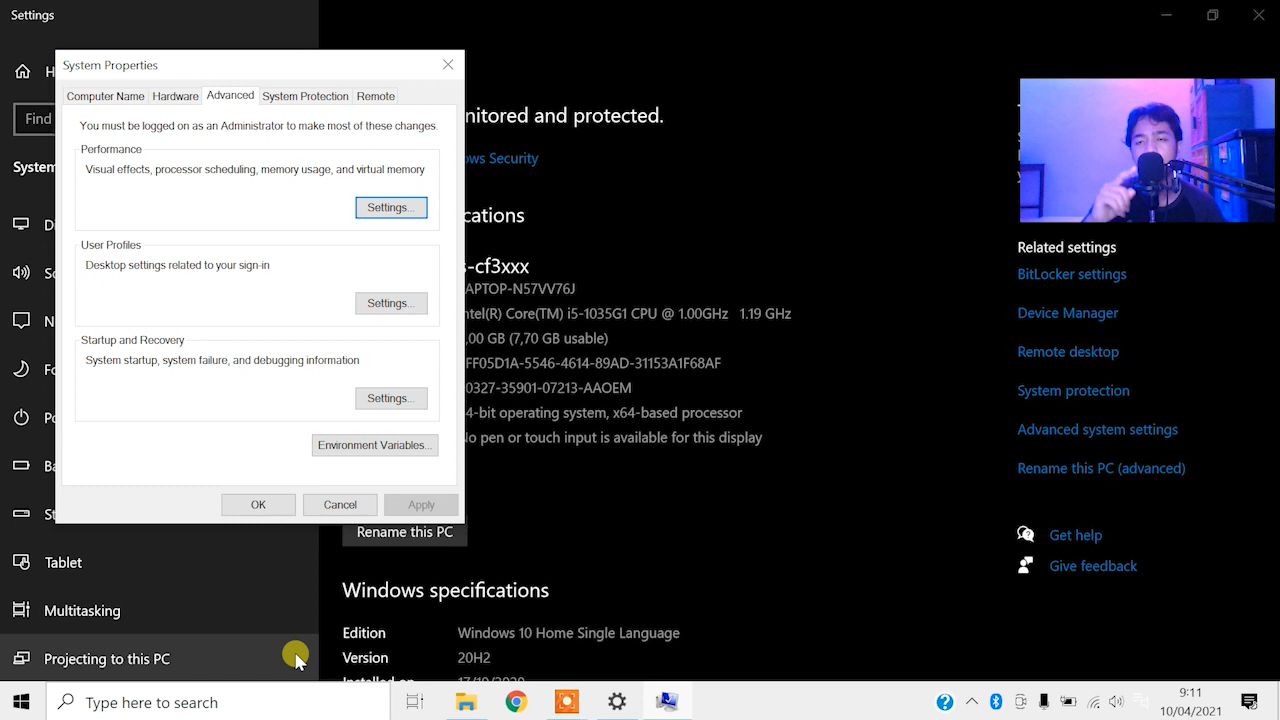 Settings
System Properties
Computer Name
Hardware
Advanced
System Protection
Remote
You must be logged on as an Administrator to make most of these changes.
Performance
Visual effects, processor scheduling, memory usage, and virtual memory
Settings...
User Profiles
Desktop settings related to your sign-in
Settings...
Startup and Recovery
System startup, system failure, and debugging information
Settings...
Environment Variables...
OK
Cancel
Apply
Find
System
Tablet
Multitasking
Projecting to this PC
nitored and protected.
ows Security
cations
s-cf3xxx
APTOP-N57VV76J
ntel(R) Core(TM) i5-1035G1 CPU @ 1.00GHz 1.19 GHz
,00 GB (7,70 GB usable)
FF05D1A-5546-4614-89AD-31153A1F68AF
0327-35901-07213-AAOEM
4-bit operating system, x64-based processor
No pen or touch input is available for this display
Rename this PC
Windows specifications
Edition Windows 10 Home Single Language
Version 20H2
Related settings
BitLocker settings
Device Manager
Remote desktop
System protection
Advanced system settings
Rename this PC (advanced)
Get help
Give feedback
Type here to search
9:11
10/04/2021